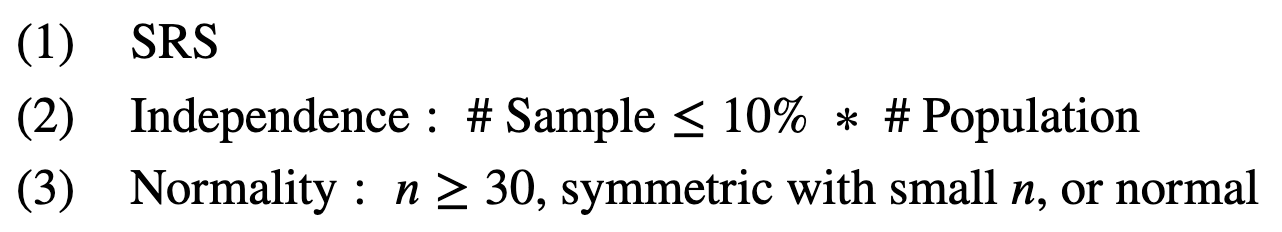 (1) SRS
(2) Independence : # Sample ≤ 10% * # Population
(3) Normality : n ≥ 30, symmetric with small n, or normal